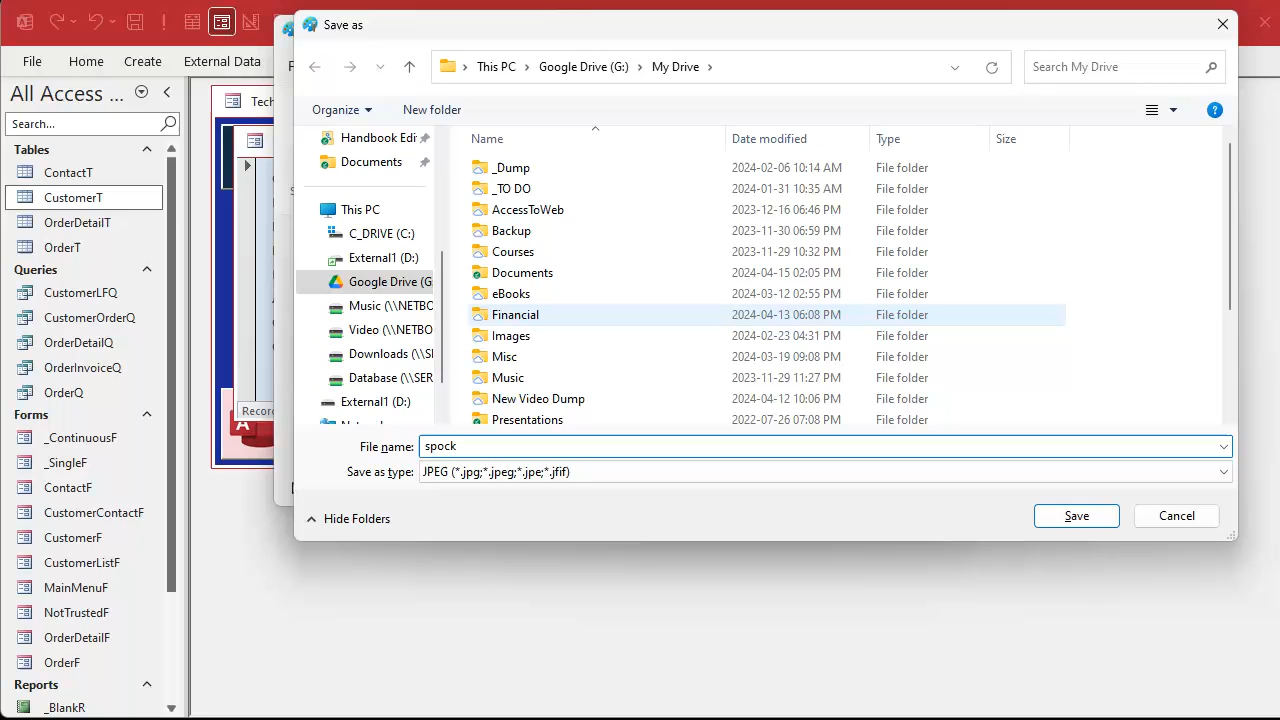 Save as
This PC
Google Drive (G:)
My Drive
Search My Drive
File
Home
Create
External Data
Organize
New folder
All Access ...
Search...
Tables
ContactT
CustomerT
OrderDetailT
OrderT
Queries
CustomerLFQ
CustomerOrderQ
OrderDetailQ
OrderInvoiceQ
OrderQ
Forms
_ContinuousF
_SingleF
ContactF
CustomerContactF
CustomerF
CustomerListF
MainMenuF
NotTrustedF
OrderDetailF
OrderF
Reports
_BlankR
Tech
Recor
A
Handbook Edi
Documents
This PC
C_DRIVE (C:)
External1 (D:)
Google Drive (G
Music (\\NETBO
Video (\\NETBO
Downloads (\\SE
Database (\\SER
External1 (D:)
Name Date modified Type Size
_Dump 2024-02-06 10:14 AM File folder
_TO DO 2024-01-31 10:35 AM File folder
AccessToWeb 2023-12-16 06:46 PM File folder
Backup 2023-11-30 06:59 PM File folder
Courses 2023-11-29 10:32 PM File folder
Documents 2024-04-15 02:05 PM File folder
eBooks 2024-03-12 02:55 PM File folder
Financial 2024-04-13 06:08 PM File folder
Images 2024-02-23 04:31 PM File folder
Misc 2024-03-19 09:08 PM File folder
Music 2023-11-29 11:27 PM File folder
New Video Dump 2024-04-12 10:06 PM File folder
Presentations 2022-07-26 07:08 PM File folder
File name: spock
Save as type: JPEG (*.jpg;*.jpeg;*.jpe;*.jfif)
Hide Folders
Save
Cancel